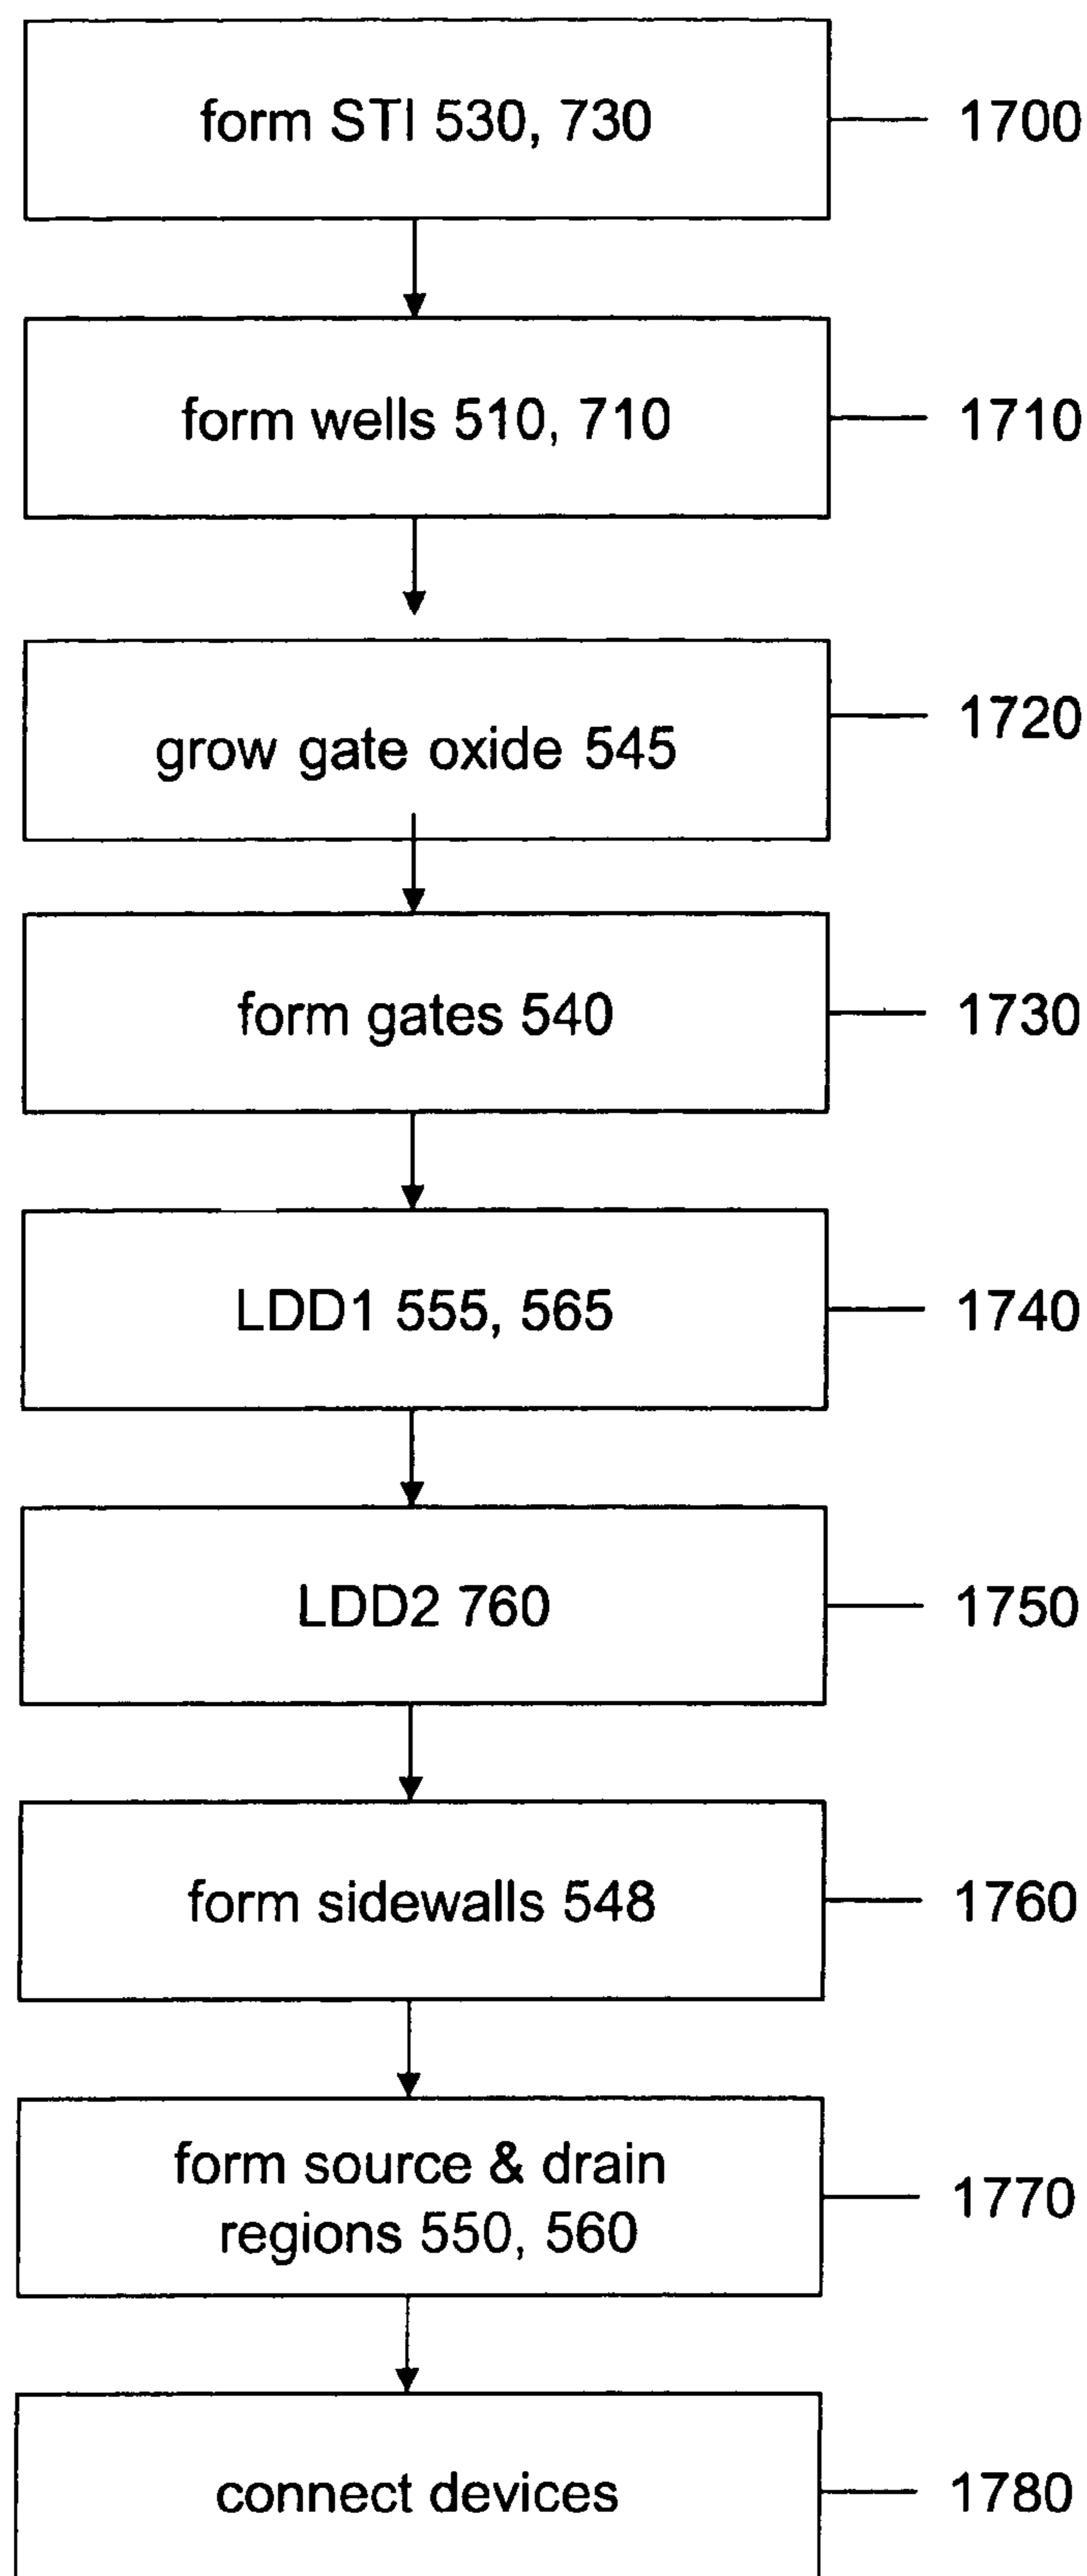 form STI 530, 730
1700
form wells 510, 710
1710
grow gate oxide 545
1720
form gates 540
1730
LDD1 555, 565
1740
LDD2 760
1750
form sidewalls 548
1760
form source & drain
regions 550, 560
1770
connect devices
1780